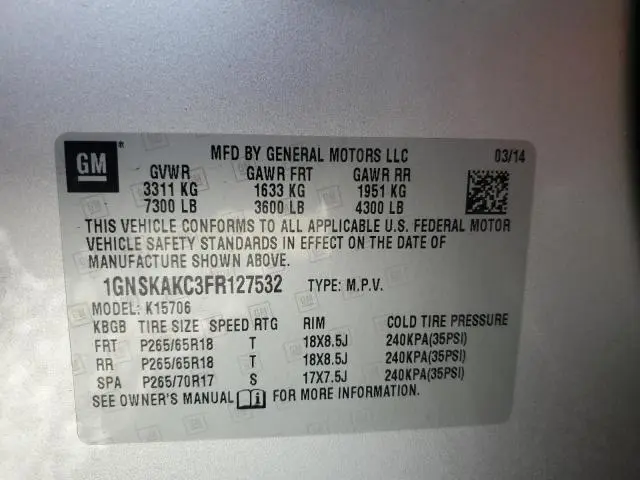 GM
MFD BY GENERAL MOTORS LLC 03/14
GVWR GAWR FRT GAWR RR
3311 KG 1633 KG 1951 KG
7300 LB 3600 LB 4300 LB
THIS VEHICLE CONFORMS TO ALL APPLICABLE U.S. FEDERAL MOTOR
VEHICLE SAFETY STANDARDS IN EFFECT ON THE DATE OF
MANUFACTURE SHOWN ABOVE.
1GNSKAKC3FR127532 TYPE: M.P.V.
MODEL: K15706
KBGB TIRE SIZE SPEED RTG RIM COLD TIRE PRESSURE
FRT P265/65R18 T 18X8.5J 240KPA(35PSI)
RR P265/65R18 T 18X8.5J 240KPA(35PSI)
SPA P265/70R17 S 17X7.5J 240KPA(35PSI)
SEE OWNER'S MANUAL i FOR MORE INFORMATION.